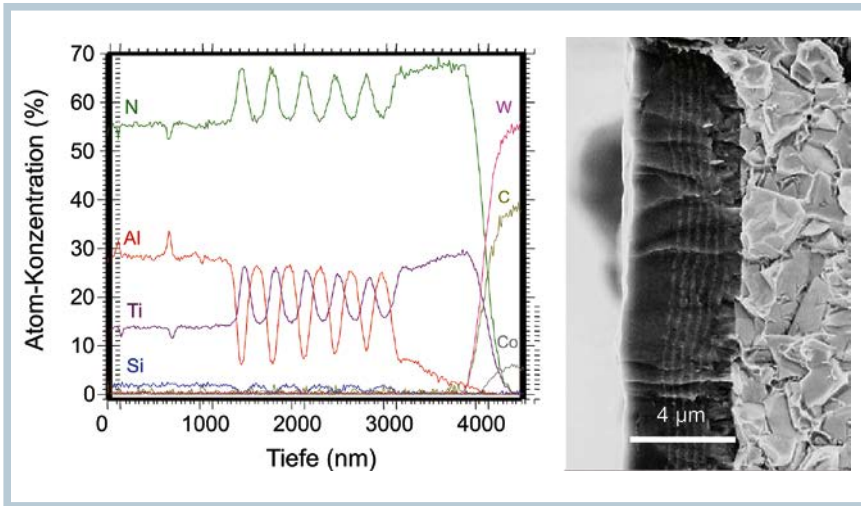 70
60
50
40
30
20
10
0
Atom-Konzentration (%)
N
Al
Ti
Si
W
C
Co
0 1000 2000 3000 4000
Tiefe (nm)
4 µm